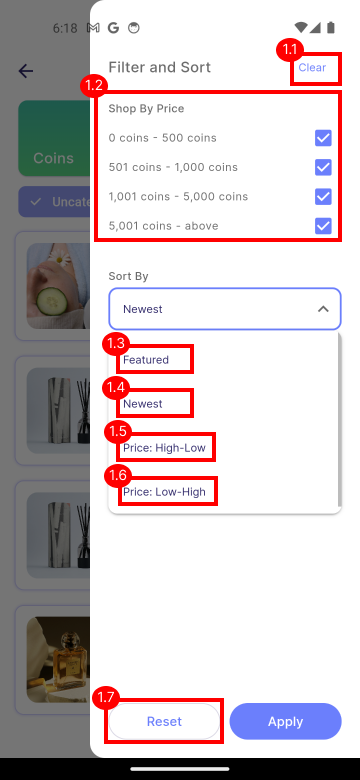 6:18
1.1
Filter and Sort
Clear
1.2
Shop By Price
0 coins - 500 coins
501 coins - 1,000 coins
1,001 coins - 5,000 coins
5,001 coins - above
Coins
Sort By
Newest
1.3
Featured
1.4
Newest
1.5
Price: High-Low
1.6
Price: Low-High
1.7
Reset
Apply